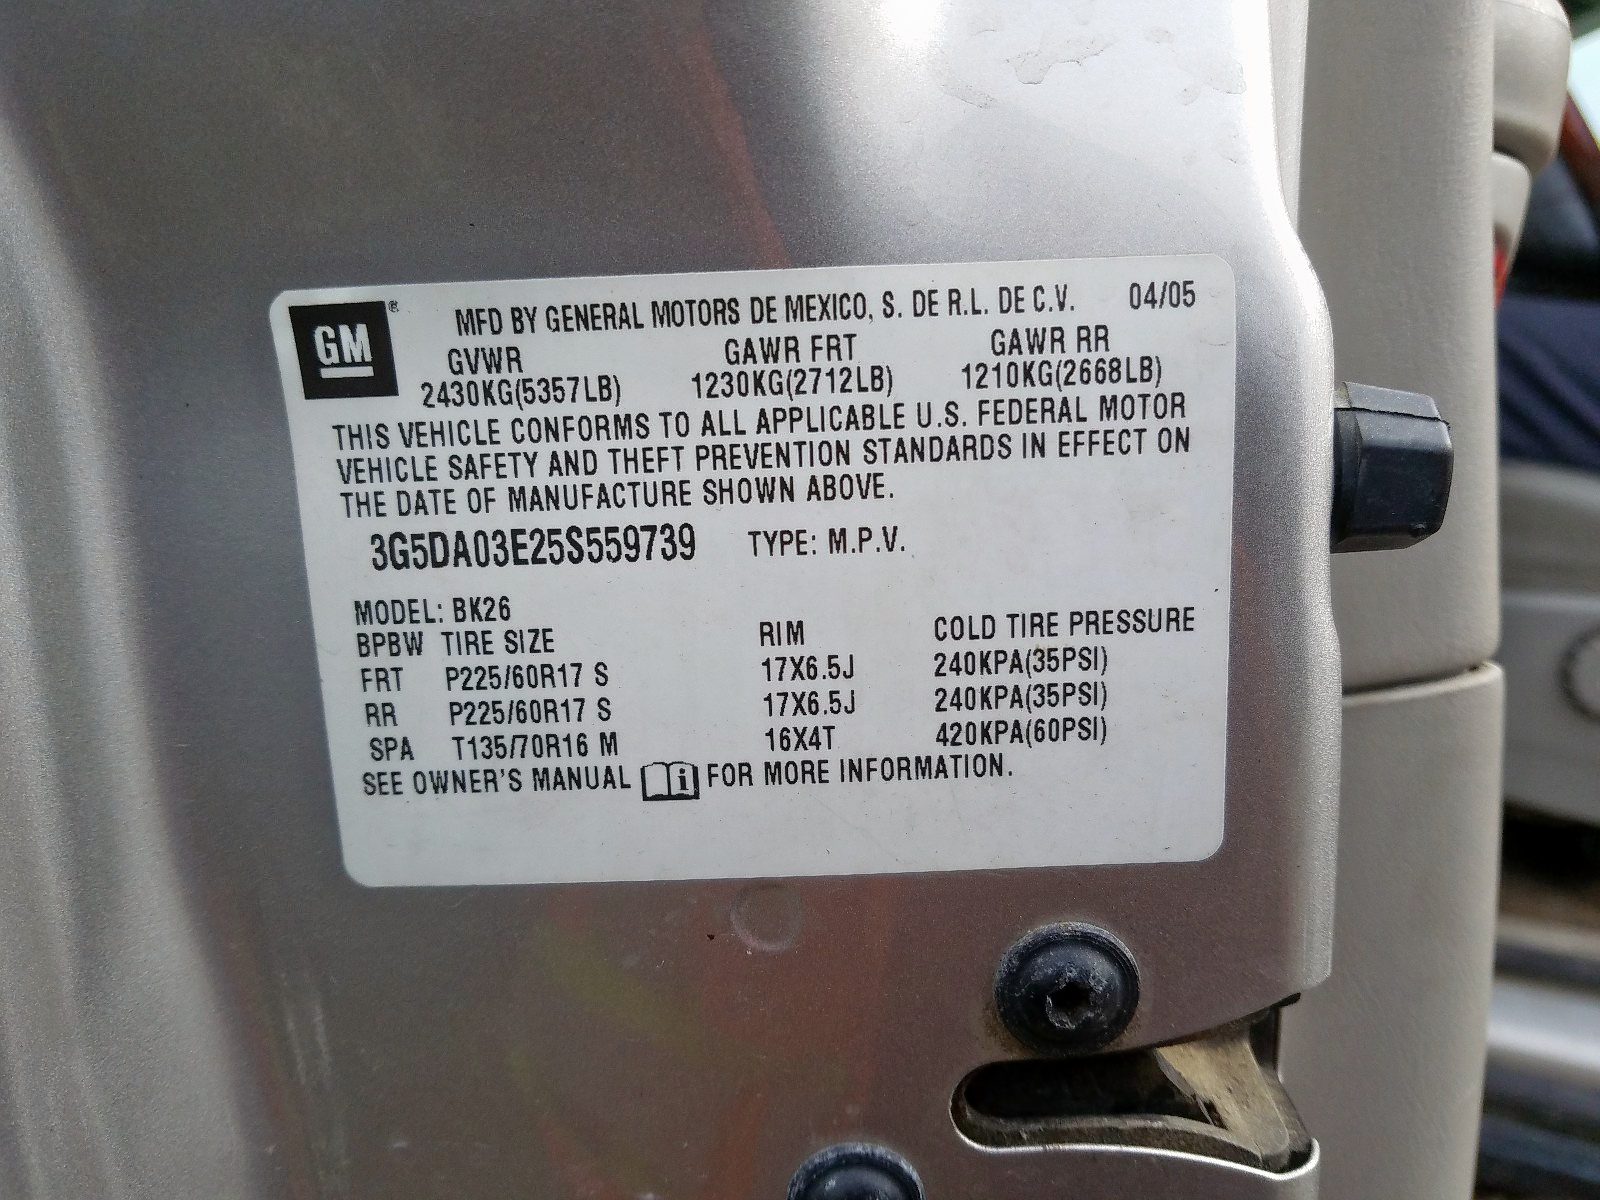 GM® MFD BY GENERAL MOTORS DE MEXICO, S. DE R.L. DE C.V. 04/05
GVWR GAWR FRT GAWR RR
2430KG(5357LB) 1230KG(2712LB) 1210KG(2668LB)
THIS VEHICLE CONFORMS TO ALL APPLICABLE U.S. FEDERAL MOTOR
VEHICLE SAFETY AND THEFT PREVENTION STANDARDS IN EFFECT ON
THE DATE OF MANUFACTURE SHOWN ABOVE.
3G5DA03E25S559739 TYPE: M.P.V.
MODEL: BK26
BPBW TIRE SIZE RIM COLD TIRE PRESSURE
FRT P225/60R17 S 17X6.5J 240KPA(35PSI)
RR P225/60R17 S 17X6.5J 240KPA(35PSI)
SPA T135/70R16 M 16X4T 420KPA(60PSI)
SEE OWNER'S MANUAL i FOR MORE INFORMATION.